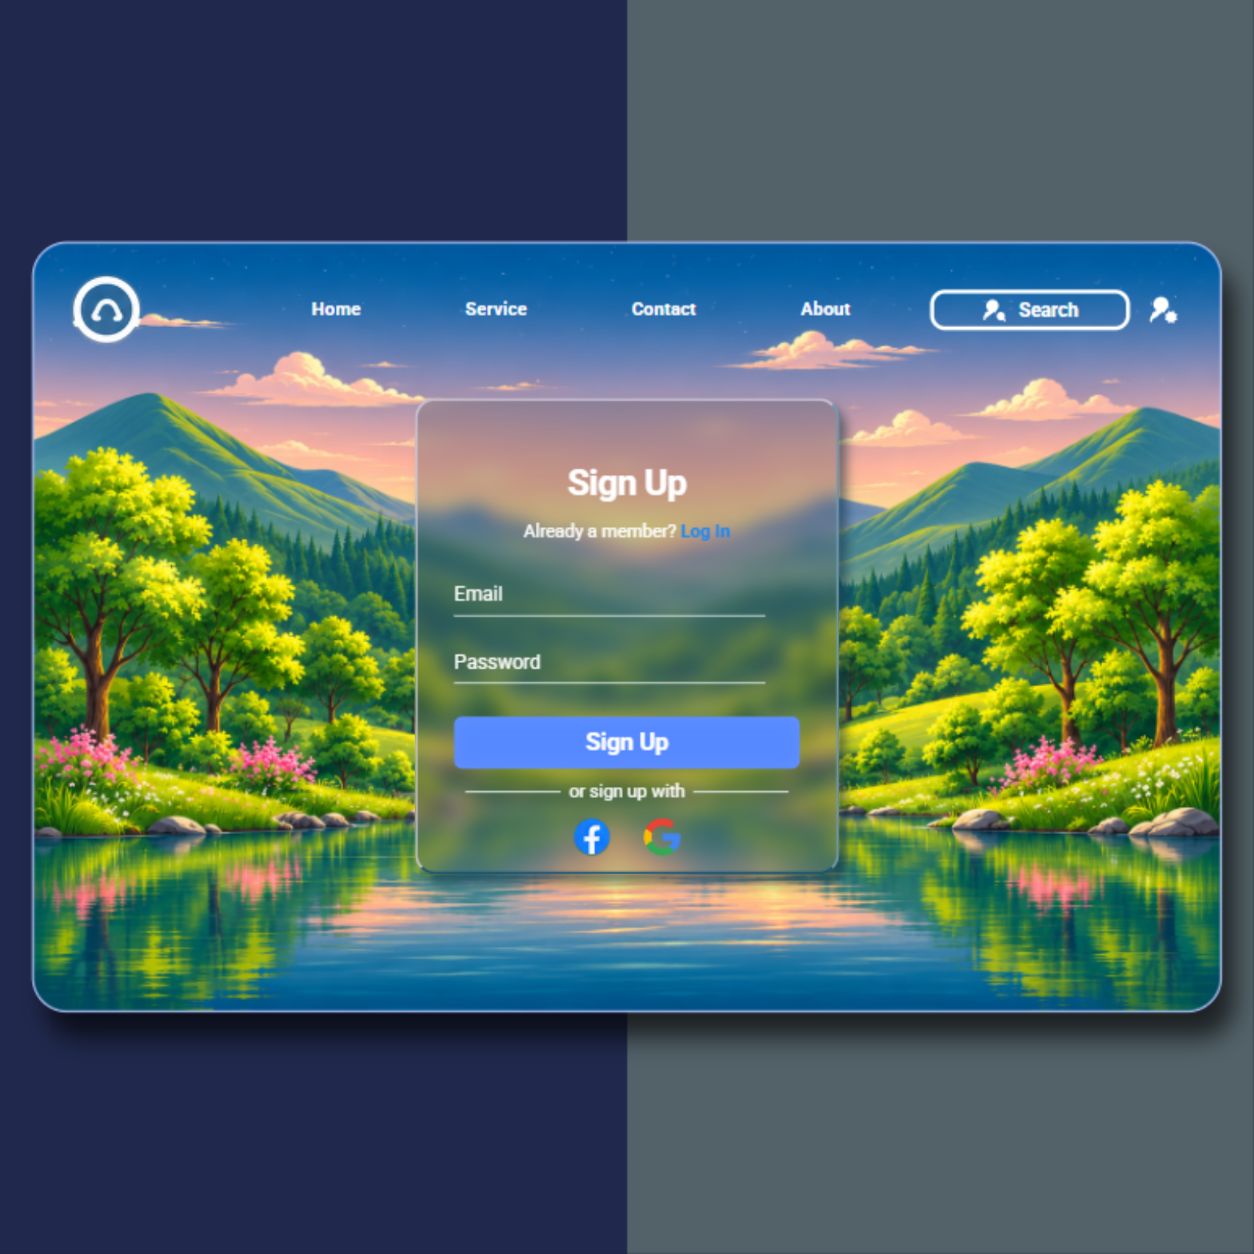 Home Service Contact About Search
Sign Up
Already a member? Log In
Email
Password
Sign Up
or sign up with